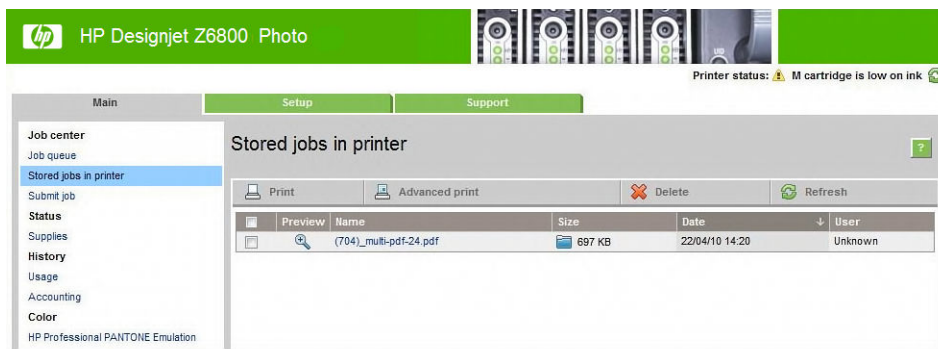 hp HP Designjet Z6800 Photo
UID
Printer status: M cartridge is low on ink
Main Setup Support
Job center
Job queue
Stored jobs in printer
Submit job
Status
Supplies
History
Usage
Accounting
Color
HP Professional PANTONE Emulation
Stored jobs in printer
?
Print Advanced print Delete Refresh
Preview Name Size Date User
(704)_multi-pdf-24.pdf 697 KB 22/04/10 14:20 Unknown